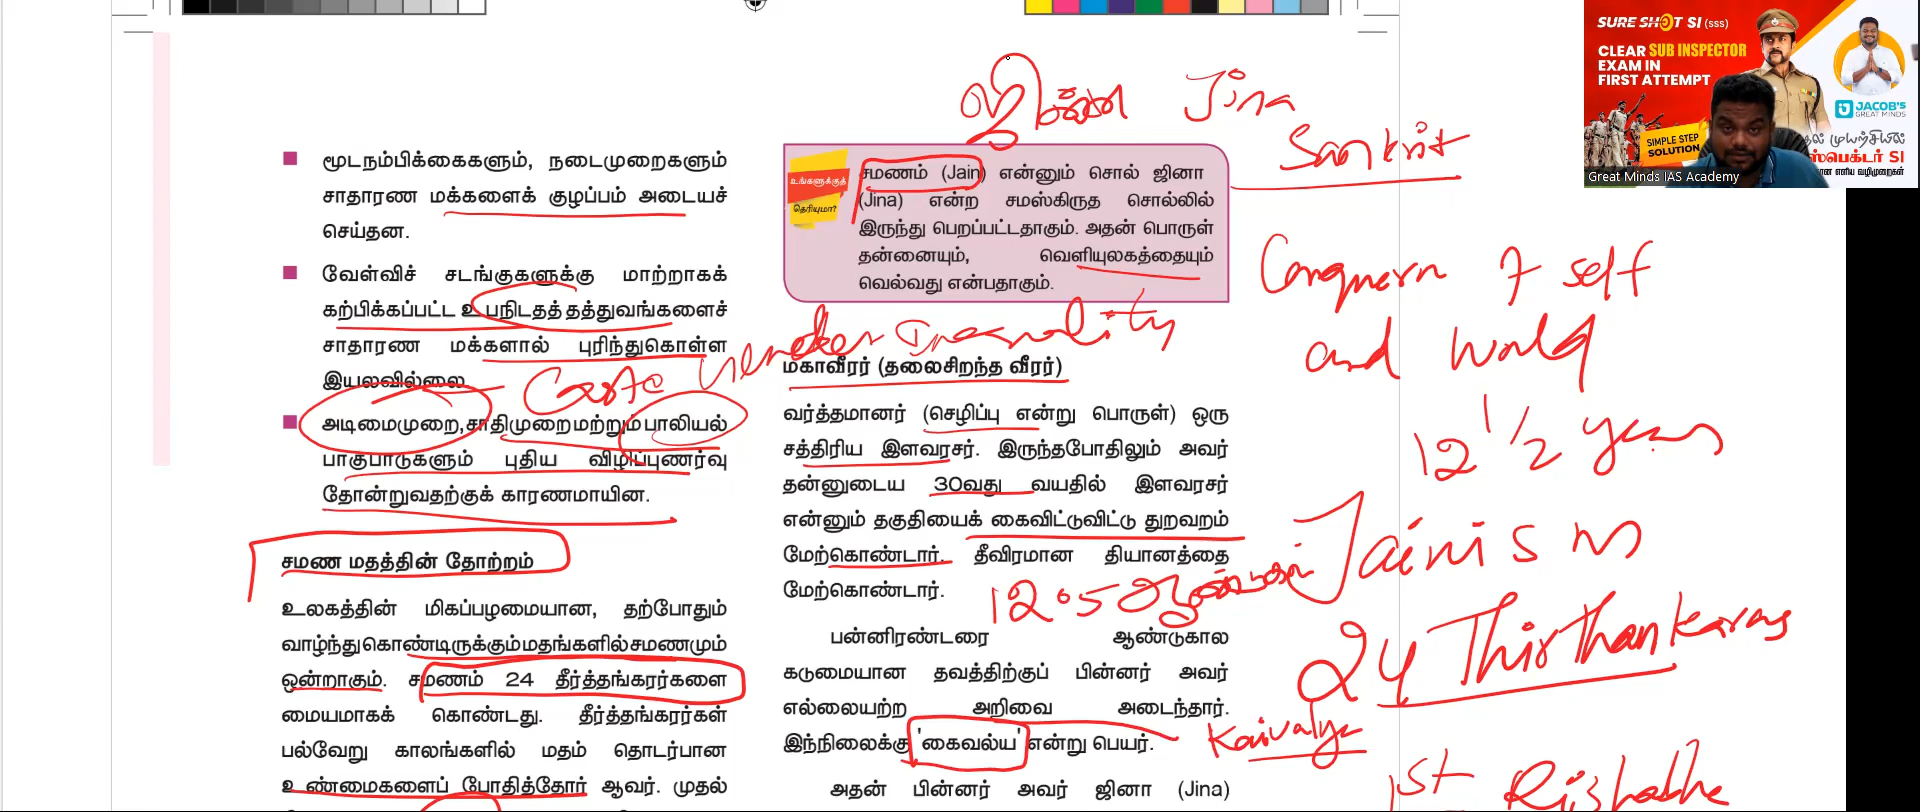 மூடநம்பிக்கைகளும், நடைமுறைகளும்
சாதாரண மக்களைக் குழப்பம் அடையச்
செய்தன.
வேள்விச் சடங்குகளுக்கு மாற்றாகக்
கற்பிக்கப்பட்ட உபநிடதத் தத்துவங்களைச்
சாதாரண மக்களால் புரிந்துகொள்ள
இயலவில்லை
அடிமைமுறை,சாதிமுறை மற்றும் பாலியல்
பாகுபாடுகளும் புதிய விழிப்புணர்வு
தோன்றுவதற்குக் காரணமாயின.
சமண மதத்தின் தோற்றம்
உலகத்தின் மிகப்பழமையான, தற்போதும்
வாழ்ந்துகொண்டிருக்கும் மதங்களில் சமணமும்
ஒன்றாகும். சமணம் 24 தீர்த்தங்கரர்களை
மையமாகக் கொண்டது. தீர்த்தங்கரர்கள்
பல்வேறு காலங்களில் மதம் தொடர்பான
உண்மைகளைப் போதித்தோர் ஆவர். முதல்
Jina
Sanskrit
உங்களுக்குத்
தெரியுமா?
சமணம் (Jain) என்னும் சொல் ஜினா
(Jina) என்ற சமஸ்கிருத சொல்லில்
இருந்து பெறப்பட்டதாகும். அதன் பொருள்
தன்னையும், வெளியுலகத்தையும்
வெல்வது என்பதாகும்.
Caste Gender Inequality
மகாவீரர் (தலைசிறந்த வீரர்)
வர்த்தமானர் (செழிப்பு என்று பொருள்) ஒரு
சத்திரிய இளவரசர். இருந்தபோதிலும் அவர்
தன்னுடைய 30வது வயதில் இளவரசர்
என்னும் தகுதியைக் கைவிட்டுவிட்டு துறவறம்
மேற்கொண்டார். தீவிரமான தியானத்தை
மேற்கொண்டார்.
12.5
பன்னிரண்டரை ஆண்டுகால
கடுமையான தவத்திற்குப் பின்னர் அவர்
எல்லையற்ற அறிவை அடைந்தார்.
இந்நிலைக்கு 'கைவல்ய' என்று பெயர்.
அதன் பின்னர் அவர் ஜினா (Jina)
self
and World
12 1/2 years
Jainism
24 Thirthankaras
Kaivalya
1st Rishabha
SURE SHOT SI (SSS)
CLEAR SUB INSPECTOR
EXAM IN
FIRST ATTEMPT
SIMPLE STEP
SOLUTION
JACOB's
GREAT MINDS
Great Minds IAS Academy